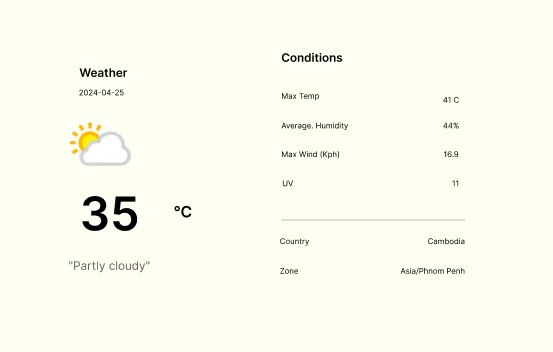 Weather
2024-04-25
35 °C
"Partly cloudy"
Conditions
Max Temp 41 C
Average. Humidity 44%
Max Wind (Kph) 16.9
UV 11
Country Cambodia
Zone Asia/Phnom Penh